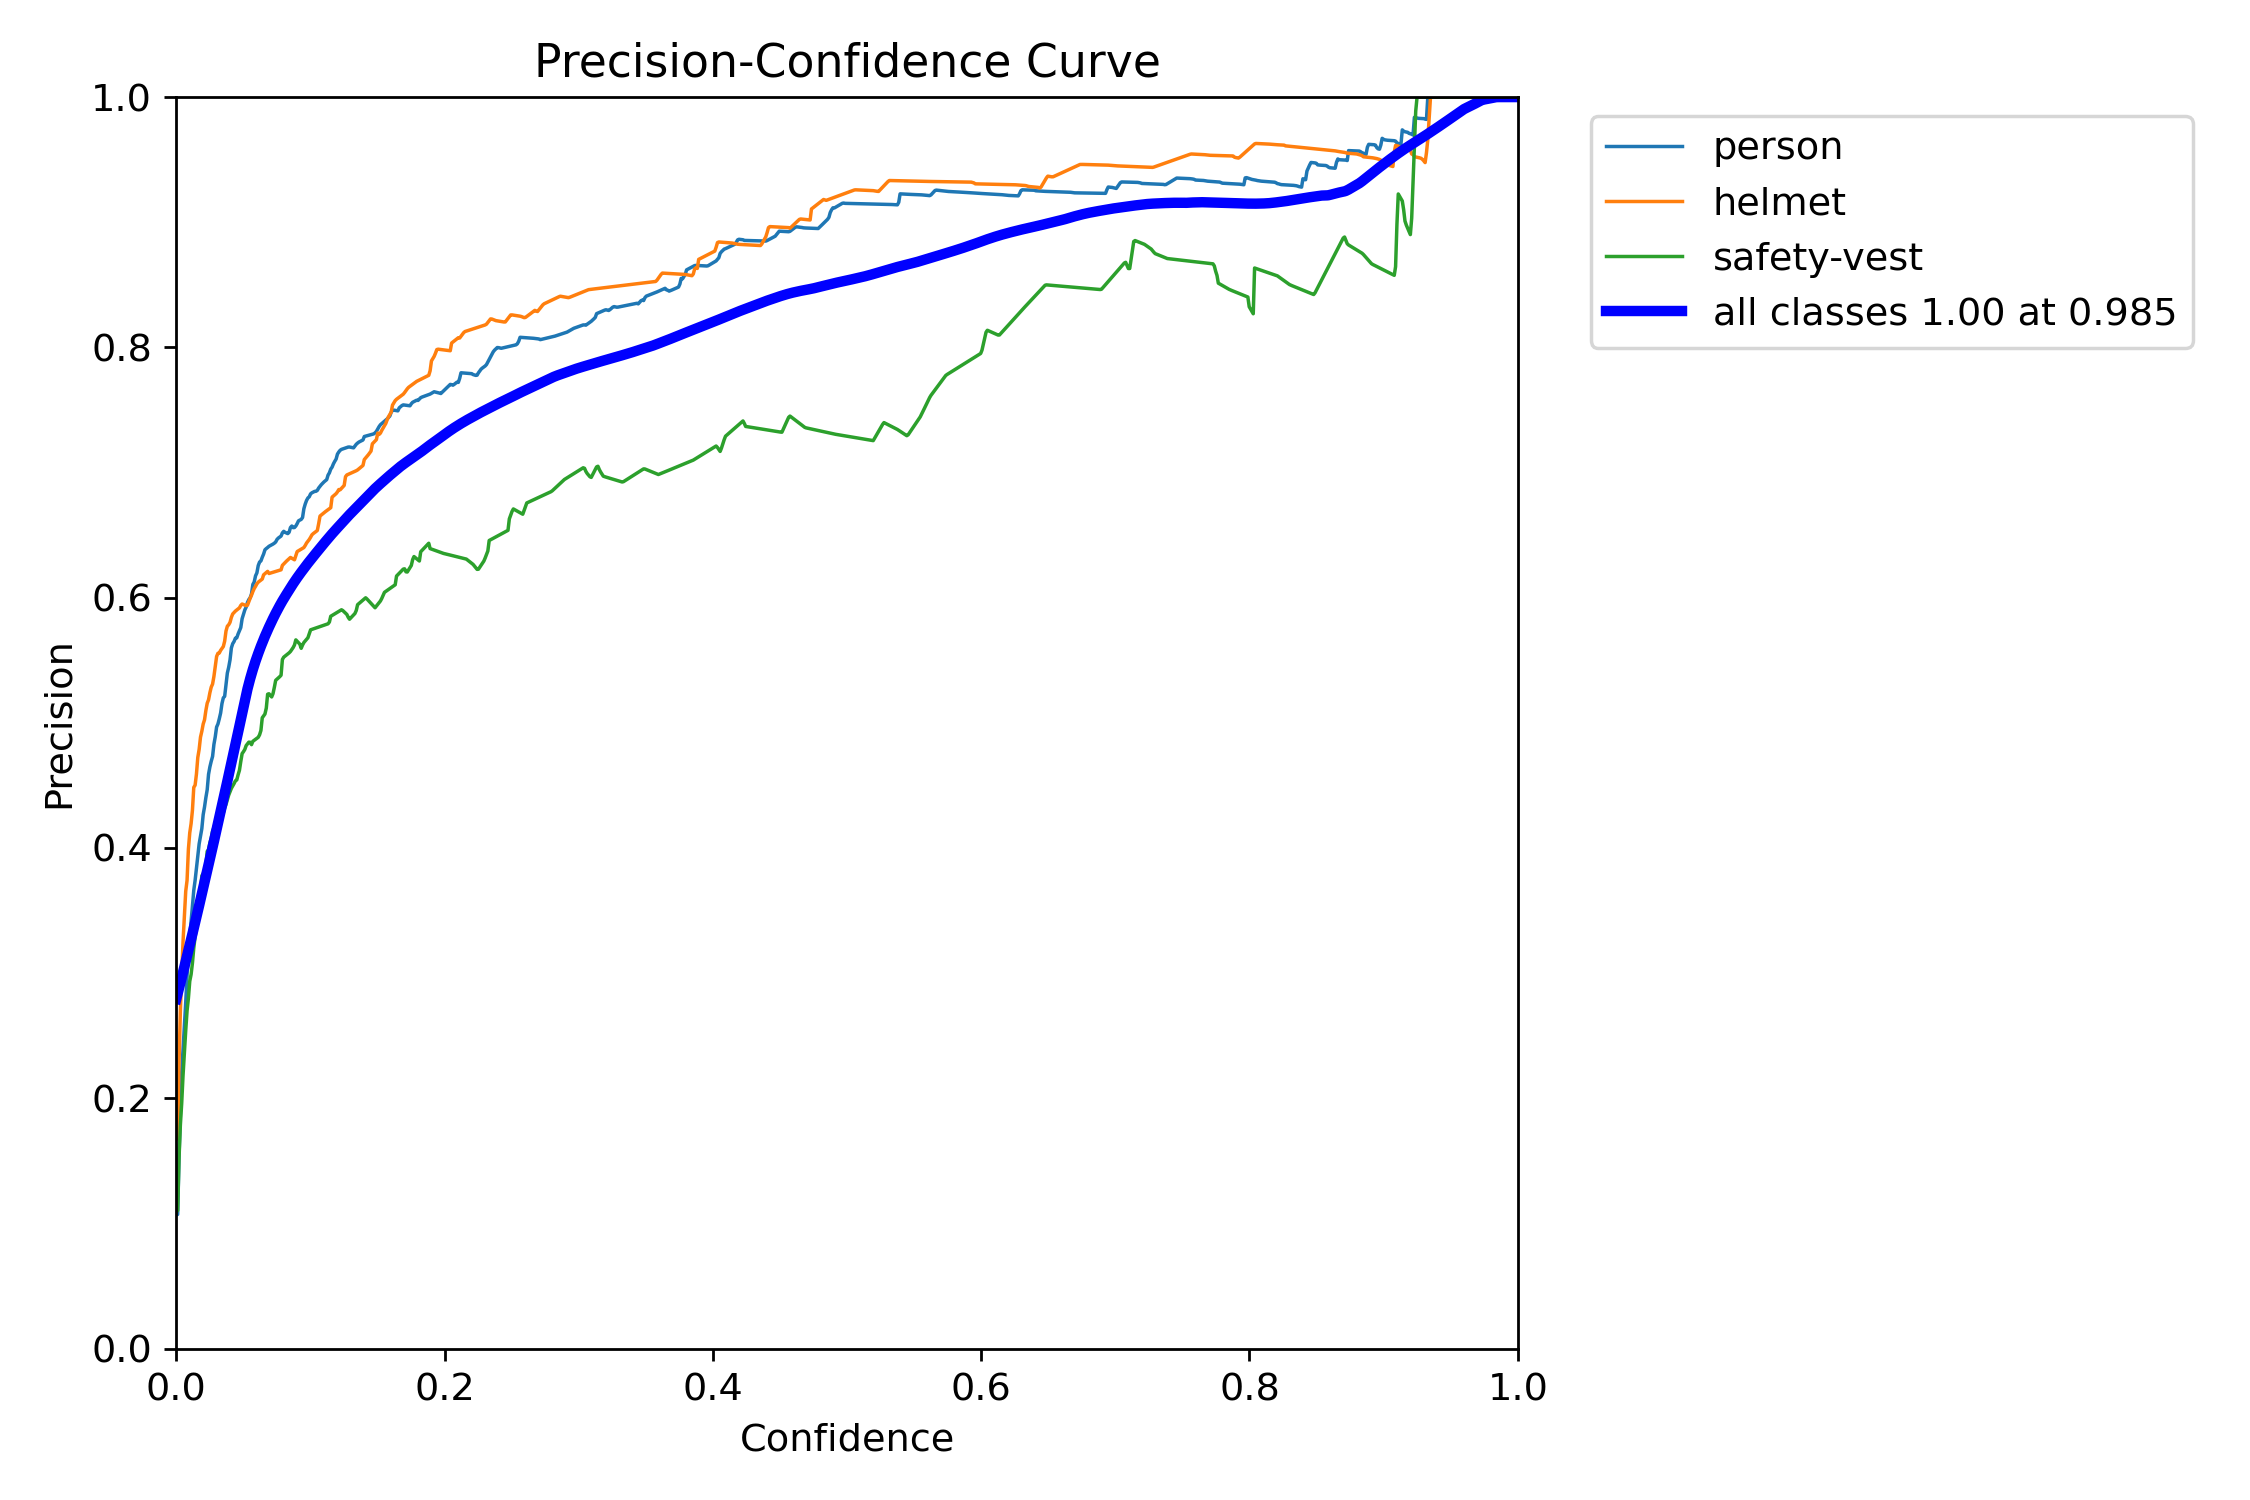 Precision-Confidence Curve
1.0
0.8
0.6
0.4
0.2
0.0
Precision
0.0 0.2 0.4 0.6 0.8 1.0
Confidence
person
helmet
safety-vest
all classes 1.00 at 0.985